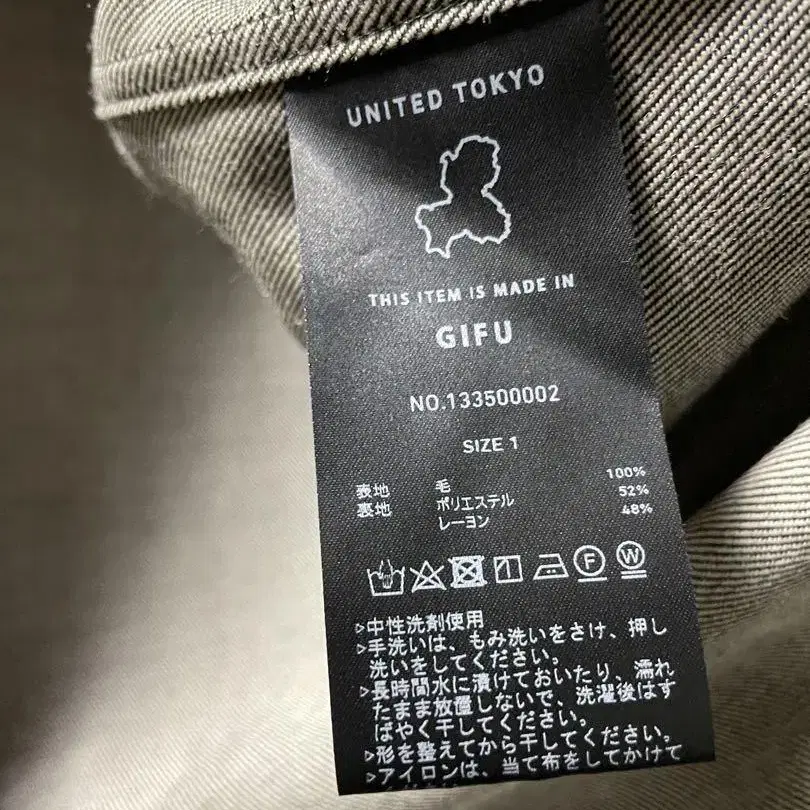 UNITED TOKYO
THIS ITEM IS MADE IN
GIFU
NO.133500002
SIZE 1
表地 毛 100%
裏地 ポリエステル 52%
レーヨン 48%
F W
▷中性洗剤使用
▷手洗いは、もみ洗いをさけ、押し
洗いをしてください。
▷長時間水に漬けておいたり、濡れ
たまま放置しないで、洗濯後はす
ばやく干してください。
▷形を整えてから干してください。
▷アイロンは、当て布をしてかけて